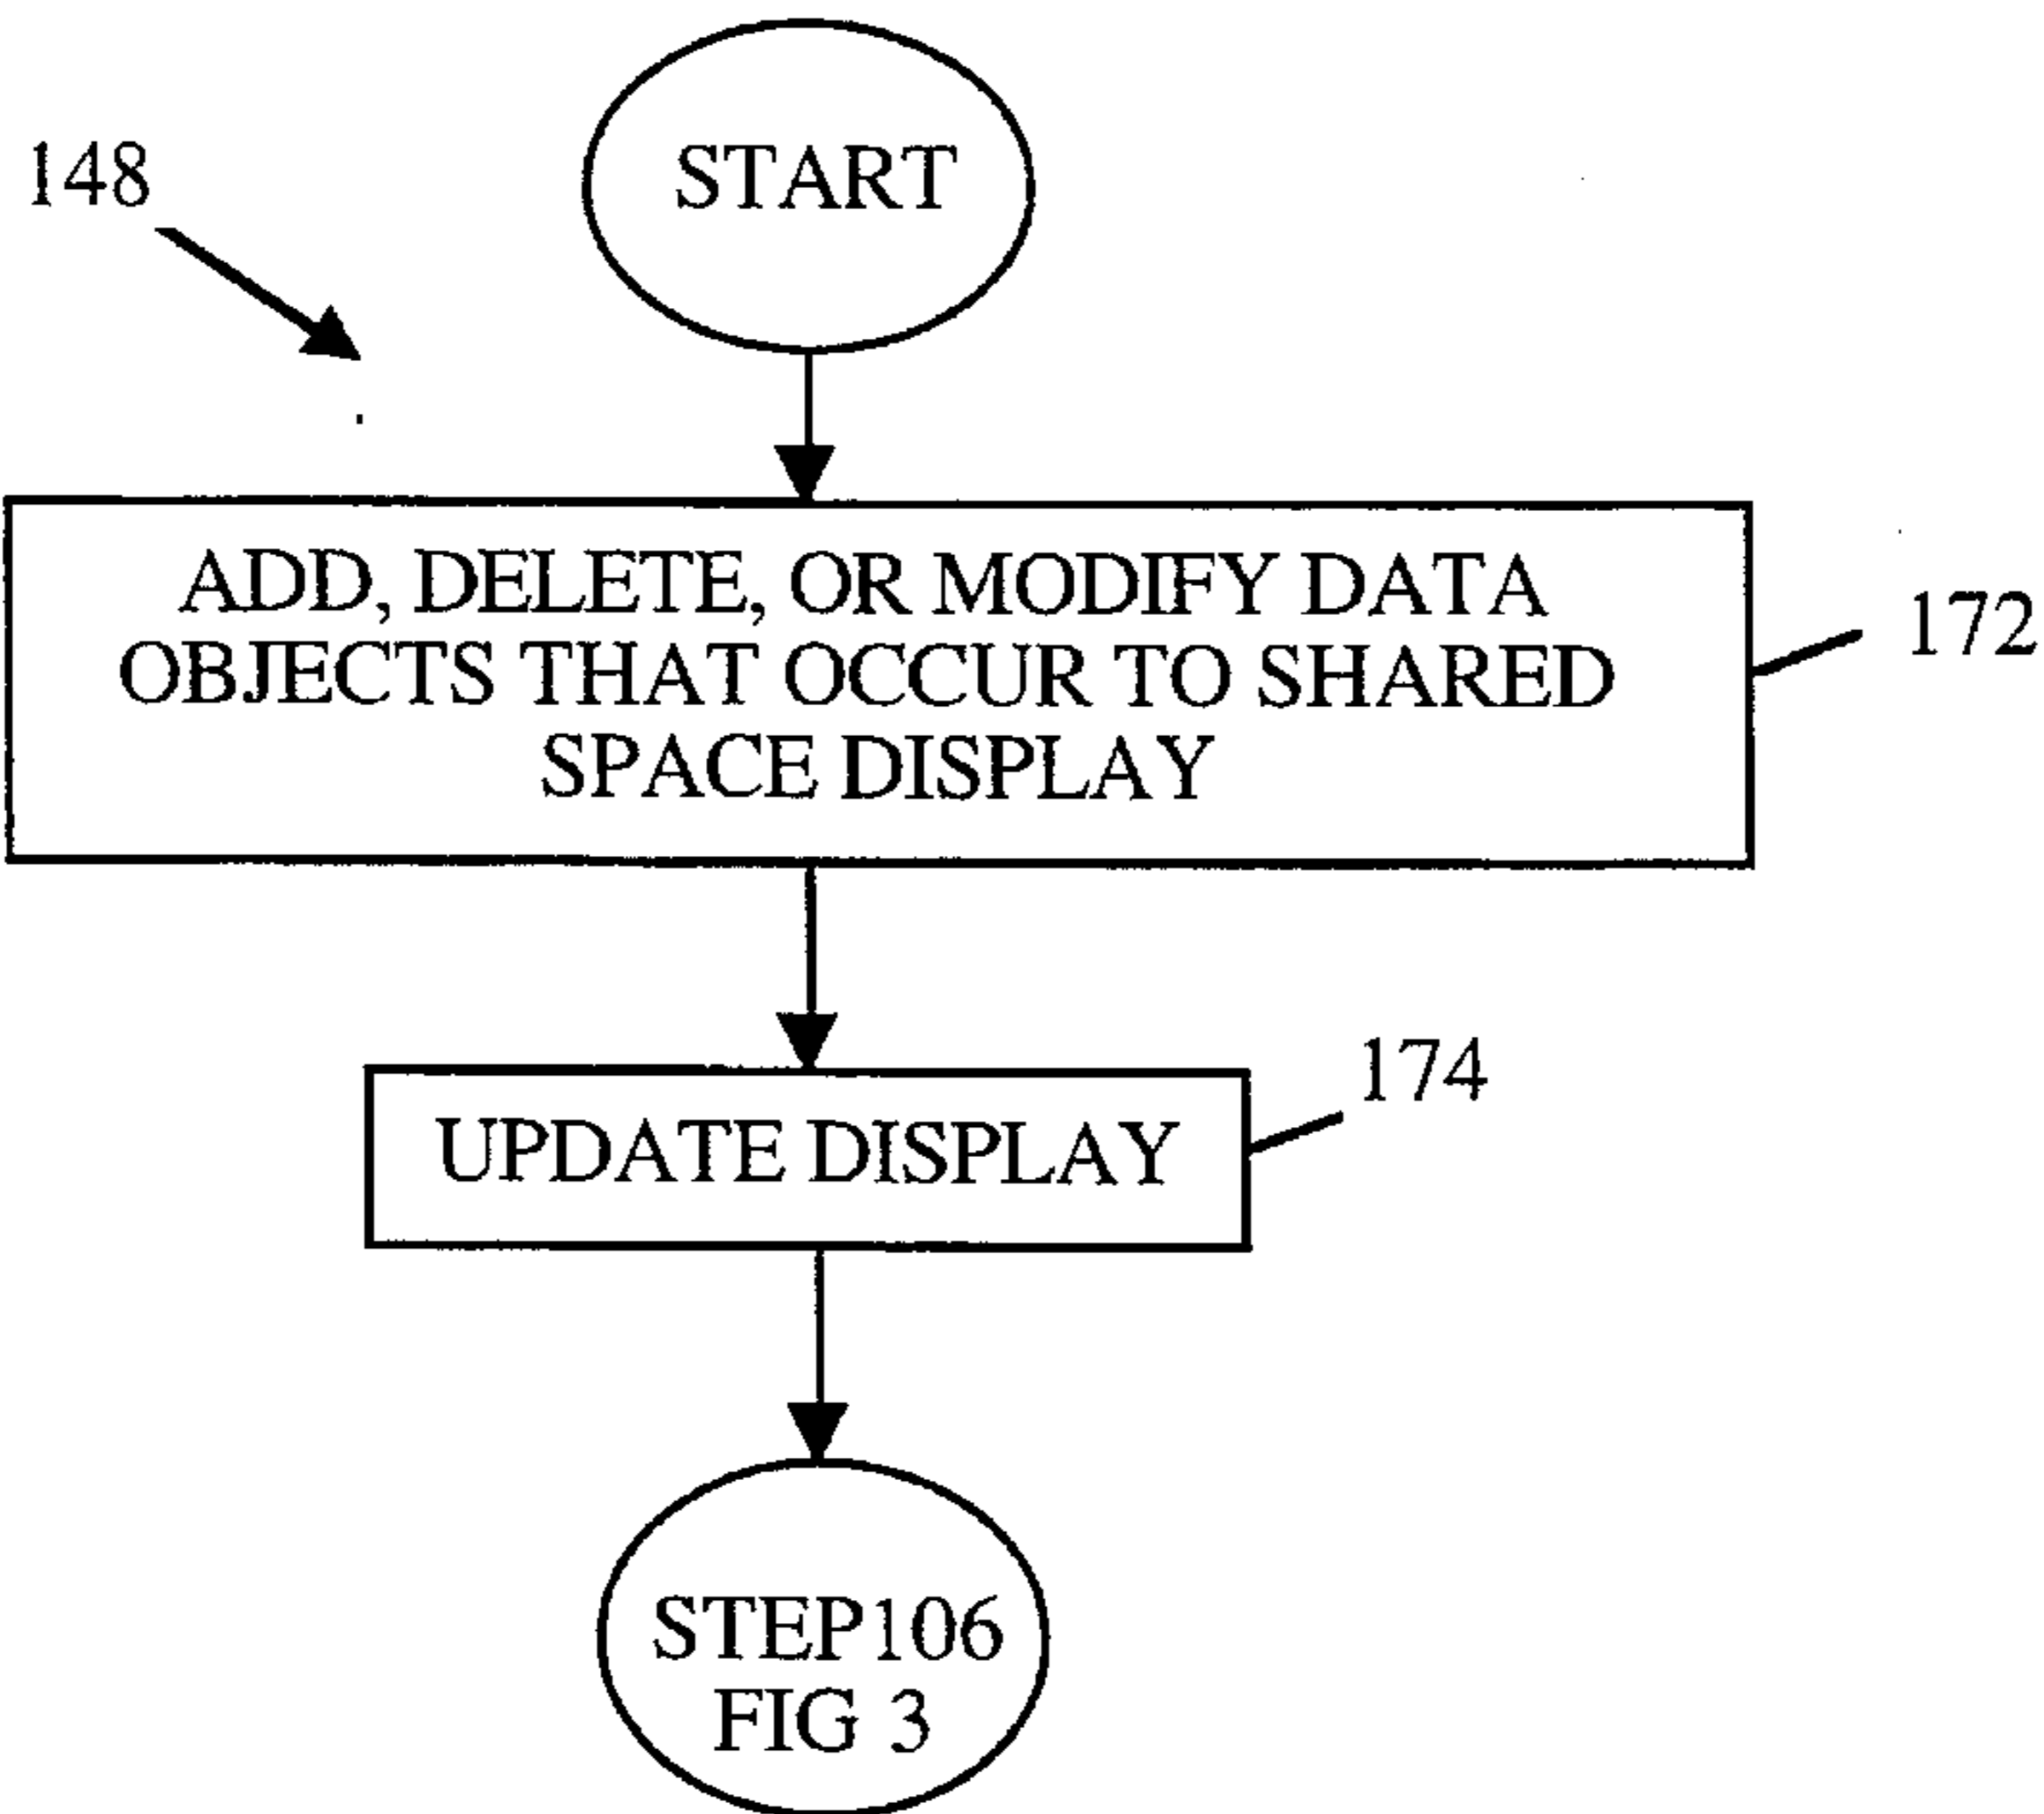 START
148
ADD, DELETE, OR MODIFY DATA
OBJECTS THAT OCCUR TO SHARED
SPACE DISPLAY
172
174
UPDATE DISPLAY
STEP106
FIG 3